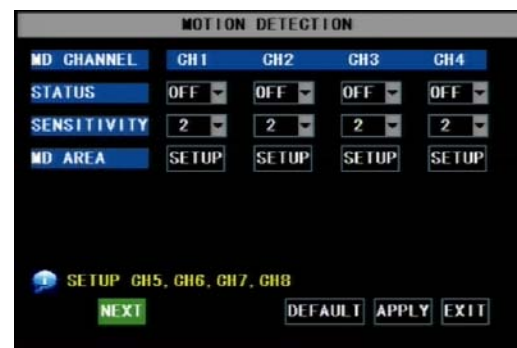 MOTION DETECTION
MD CHANNEL CH1 CH2 CH3 CH4
STATUS OFF OFF OFF OFF
SENSITIVITY 2 2 2 2
MD AREA SETUP SETUP SETUP SETUP
SETUP CH5, CH6, CH7, CH8
NEXT DEFAULT APPLY EXIT